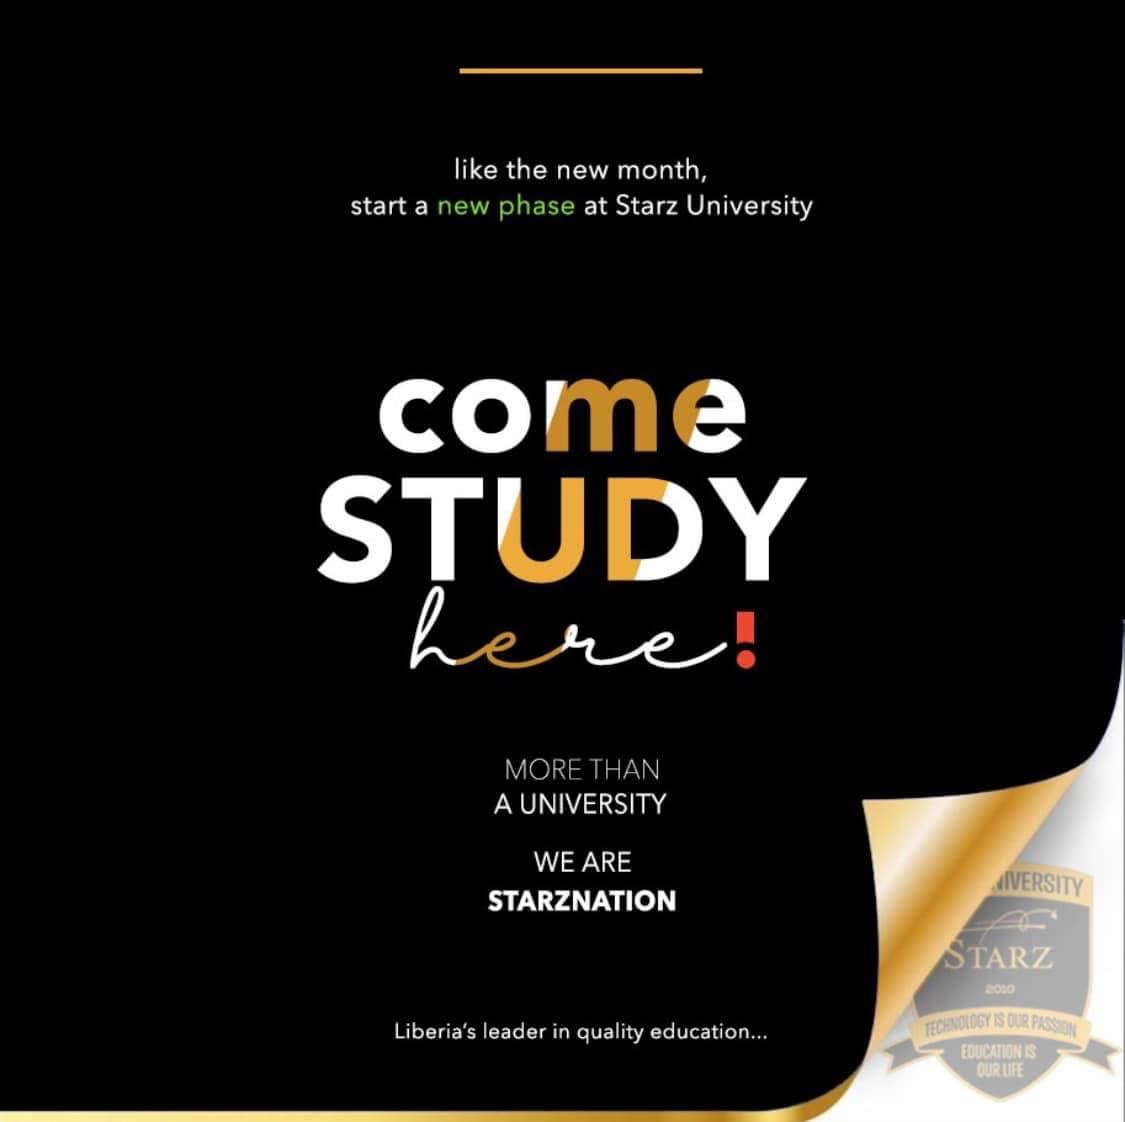 like the new month,
start a new phase at Starz University
come
STUDY
here!
MORE THAN
A UNIVERSITY
WE ARE
STARZNATION
Liberia's leader in quality education...
STARZ
2010
TECHNOLOGY IS OUR PASSION
EDUCATION IS
OUR LIFE